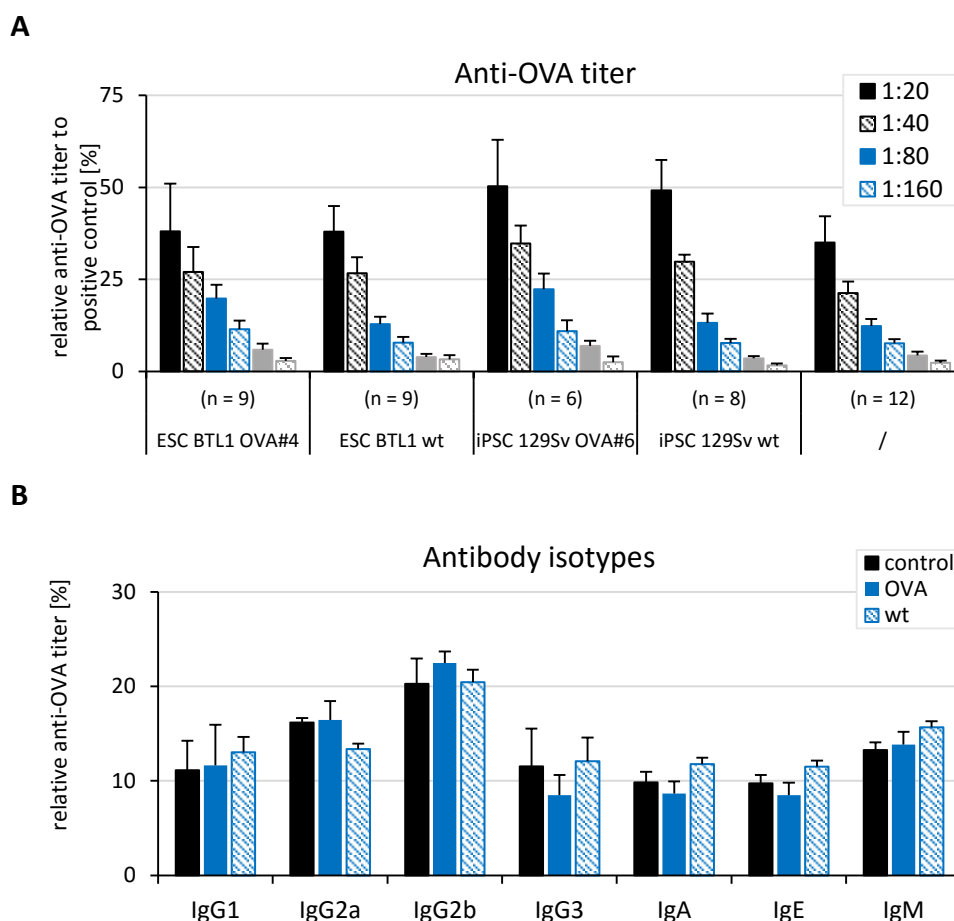 A
Anti-OVA titer
relative anti-OVA titer to
positive control [%]
75
50
25
0
1:20
1:40
1:80
1:160
(n = 9) (n = 9) (n = 6) (n = 8) (n = 12)
ESC BTL1 OVA#4 ESC BTL1 wt iPSC 129Sv OVA#6 iPSC 129Sv wt /
B
Antibody isotypes
relative anti-OVA titer [%]
30
20
10
0
control
OVA
wt
IgG1 IgG2a IgG2b IgG3 IgA IgE IgM